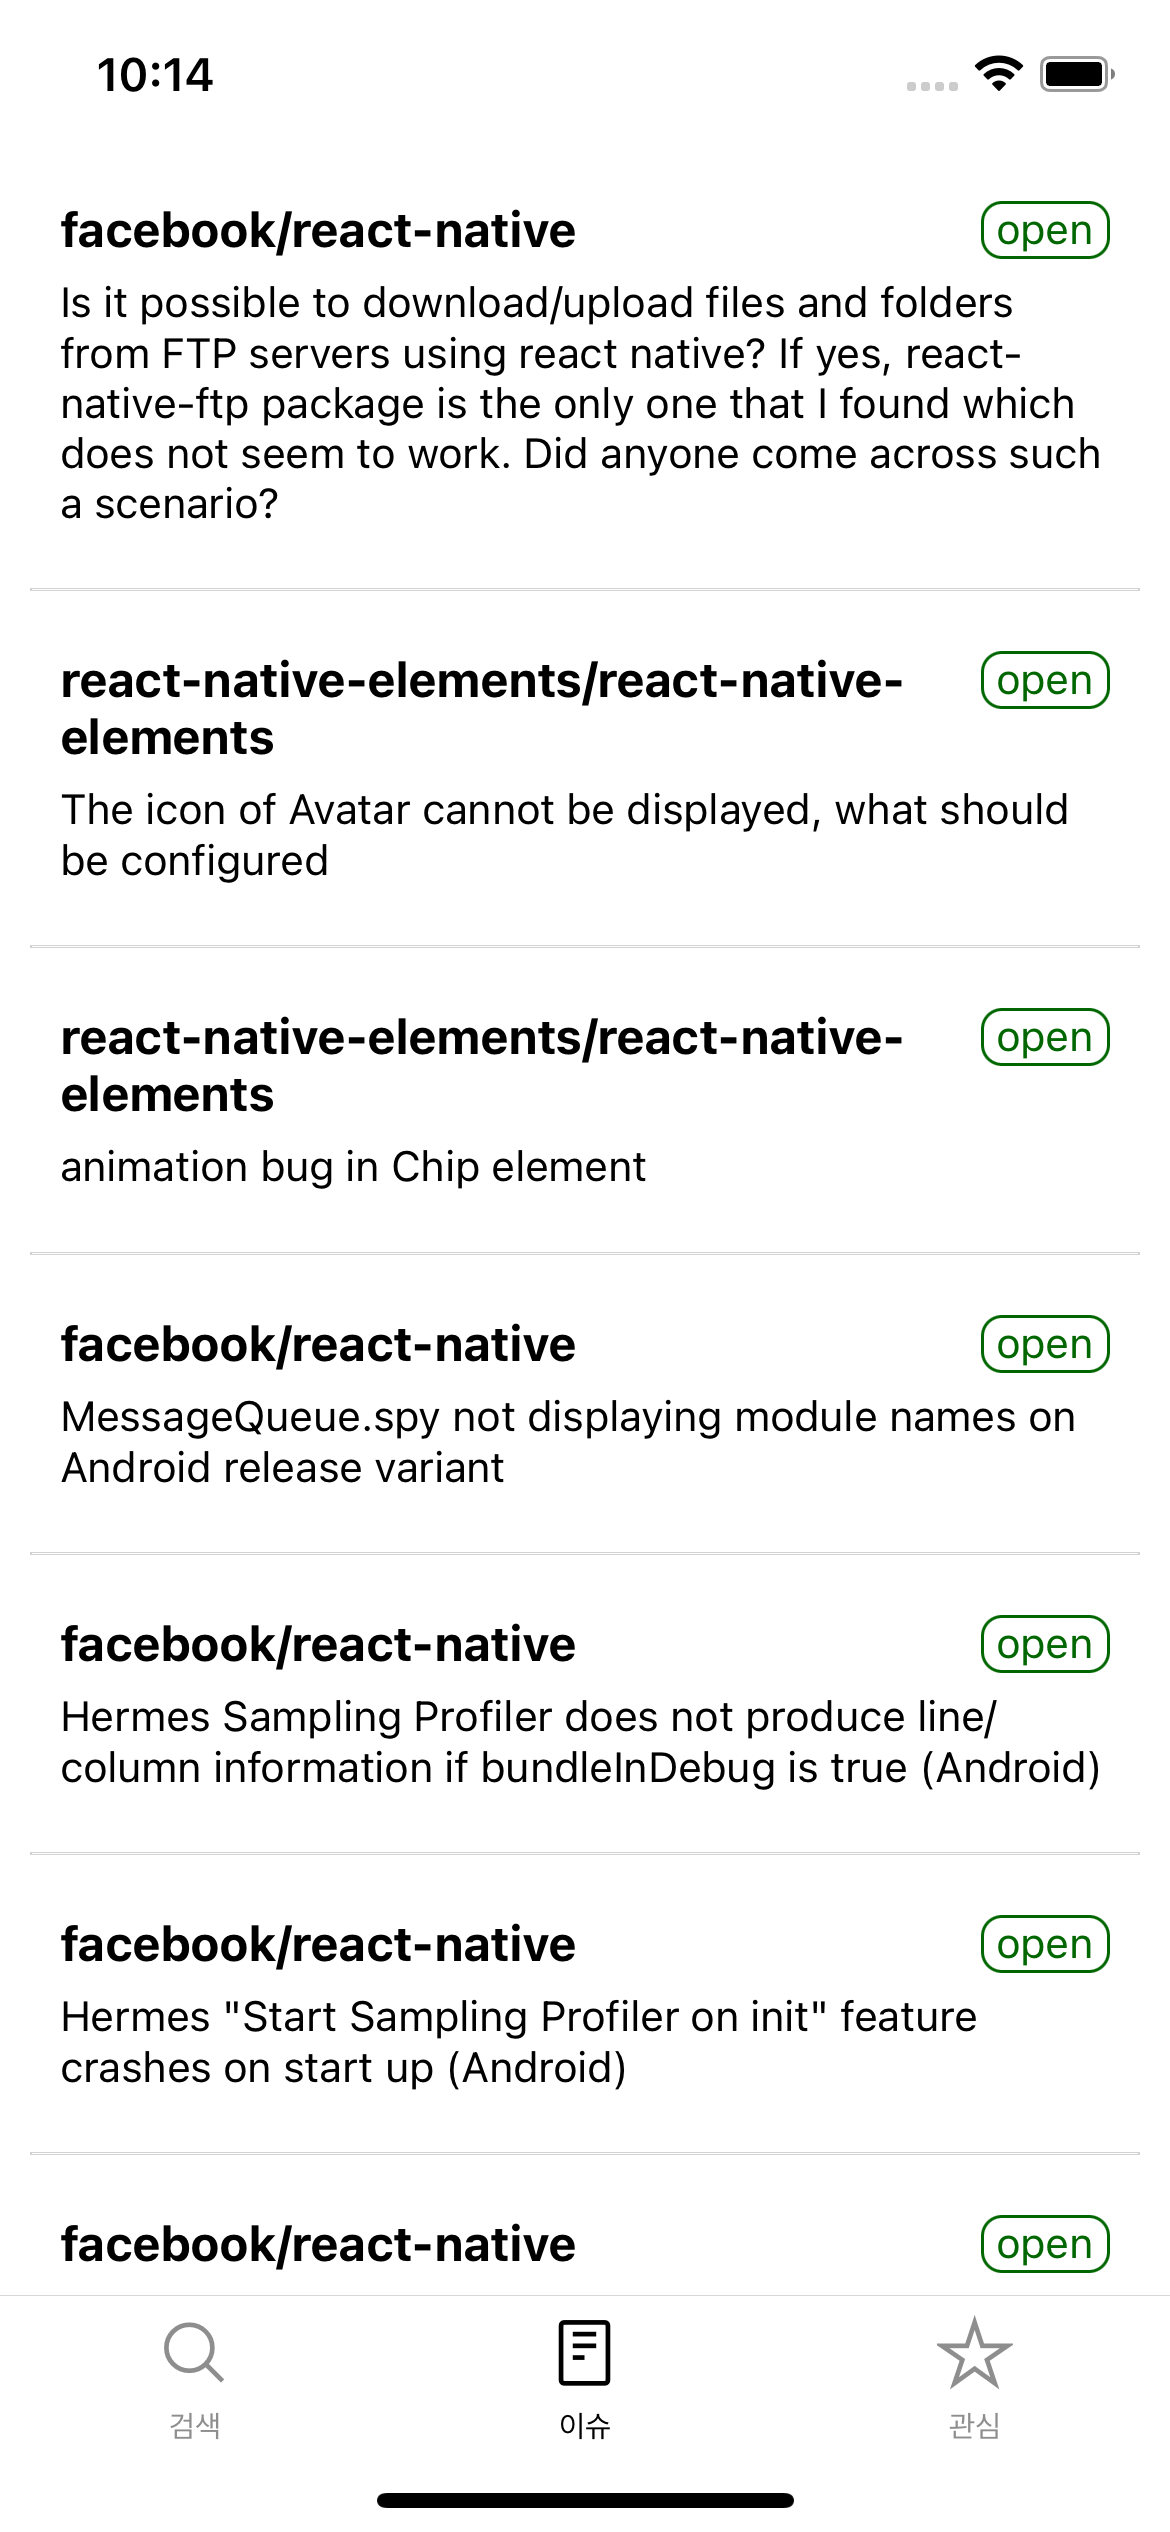 10:14
facebook/react-native
open
Is it possible to download/upload files and folders
from FTP servers using react native? If yes, react-
native-ftp package is the only one that I found which
does not seem to work. Did anyone come across such
a scenario?
react-native-elements/react-native-
elements
open
The icon of Avatar cannot be displayed, what should
be configured
react-native-elements/react-native-
elements
open
animation bug in Chip element
facebook/react-native
open
MessageQueue.spy not displaying module names on
Android release variant
facebook/react-native
open
Hermes Sampling Profiler does not produce line/
column information if bundleInDebug is true (Android)
facebook/react-native
open
Hermes "Start Sampling Profiler on init" feature
crashes on start up (Android)
facebook/react-native
open
검색
이슈
관심